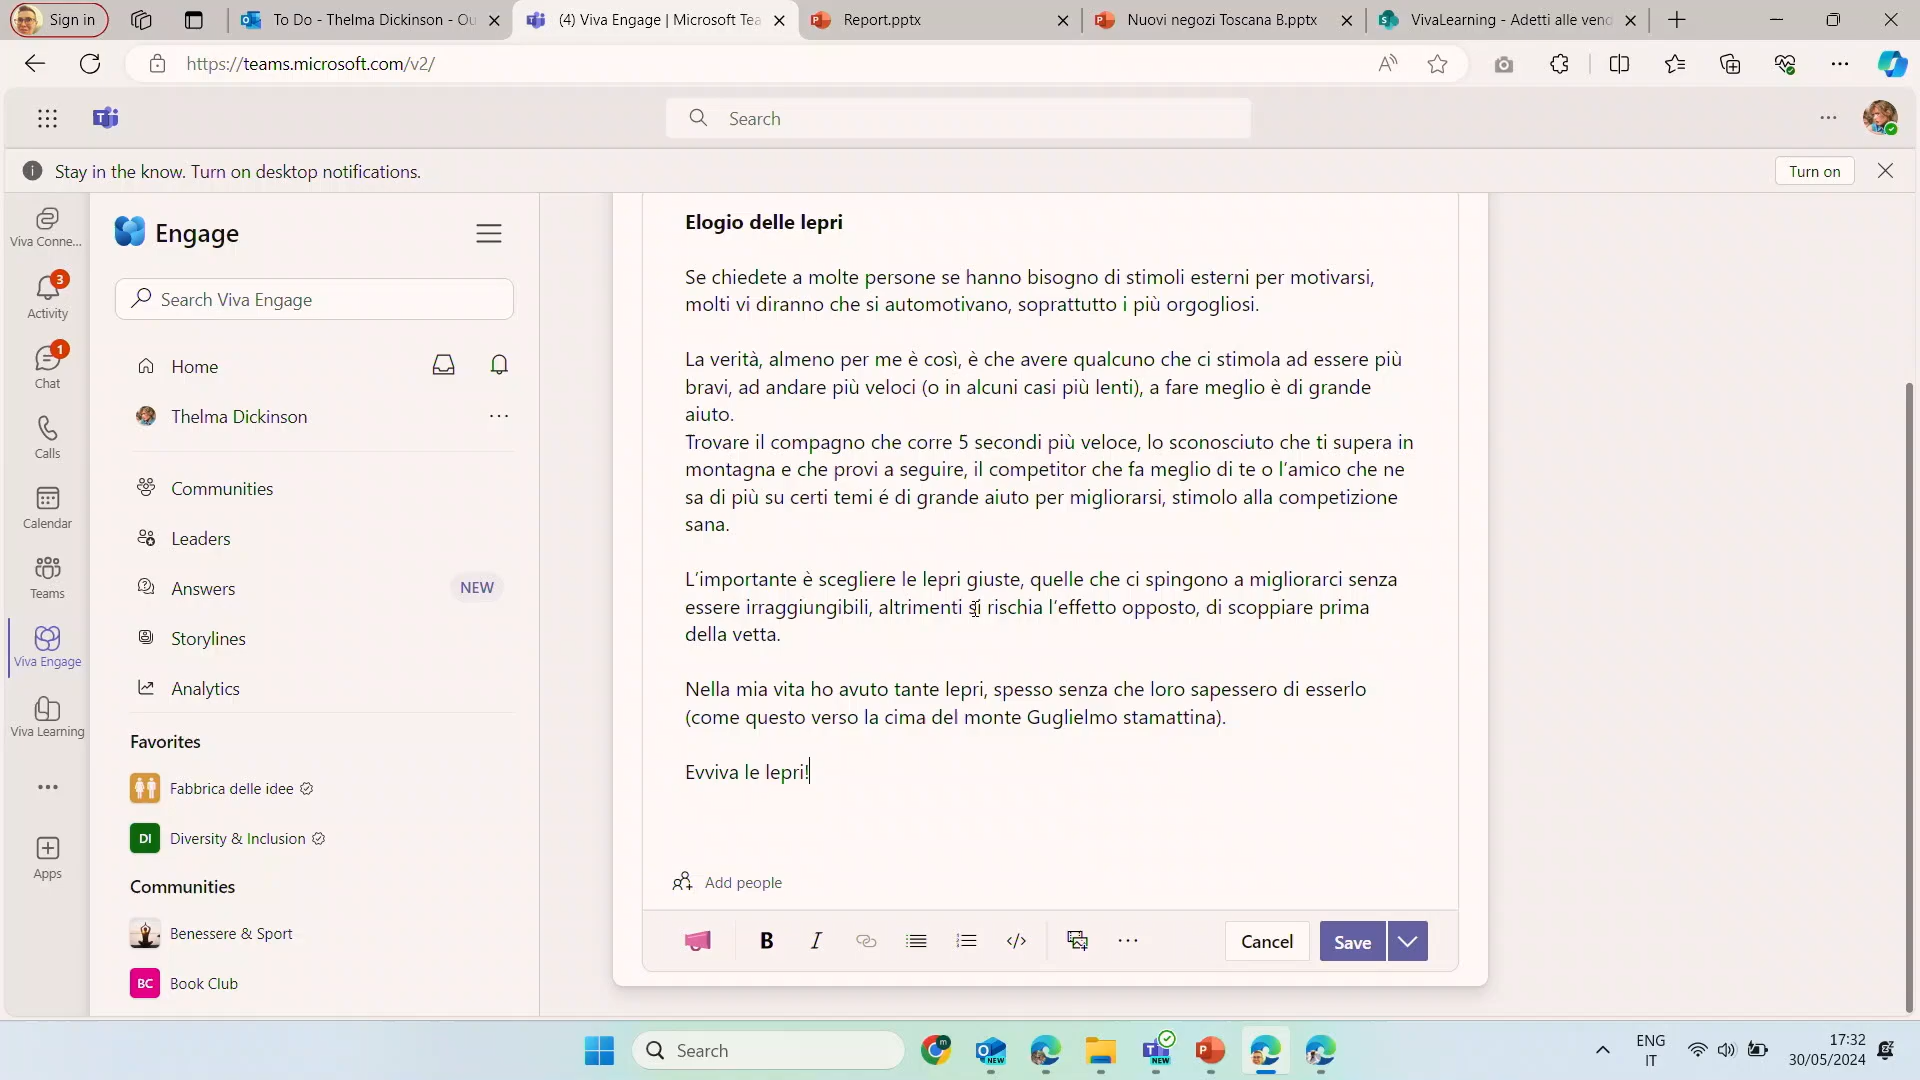 Sign in
To Do - Thelma Dickinson - Ou
(4) Viva Engage | Microsoft Tea
Report.pptx
Nuovi negozi Toscana B.pptx
VivaLearning - Adetti alle vend
https://teams.microsoft.com/v2/
Search
Stay in the know. Turn on desktop notifications.
Turn on
Viva Conne...
3
Activity
1
Chat
Calls
Calendar
Teams
Viva Engage
Viva Learning
Apps
Engage
Search Viva Engage
Home
Thelma Dickinson
Communities
Leaders
Answers
NEW
Storylines
Analytics
Favorites
Fabbrica delle idee
DI
Diversity & Inclusion
Communities
Benessere & Sport
BC
Book Club
Elogio delle lepri
Se chiedete a molte persone se hanno bisogno di stimoli esterni per motivarsi,
molti vi diranno che si automotivano, soprattutto i più orgogliosi.
La verità, almeno per me è così, è che avere qualcuno che ci stimola ad essere più
bravi, ad andare più veloci (o in alcuni casi più lenti), a fare meglio è di grande
aiuto.
Trovare il compagno che corre 5 secondi più veloce, lo sconosciuto che ti supera in
montagna e che provi a seguire, il competitor che fa meglio di te o l'amico che ne
sa di più su certi temi é di grande aiuto per migliorarsi, stimolo alla competizione
sana.
L'importante è scegliere le lepri giuste, quelle che ci spingono a migliorarci senza
essere irraggiungibili, altrimenti si rischia l'effetto opposto, di scoppiare prima
della vetta.
Nella mia vita ho avuto tante lepri, spesso senza che loro sapessero di esserlo
(come questo verso la cima del monte Guglielmo stamattina).
Evviva le lepri!
Add people
B
I
Cancel
Save
Search
NEW
NEW
ENG
IT
17:32
30/05/2024